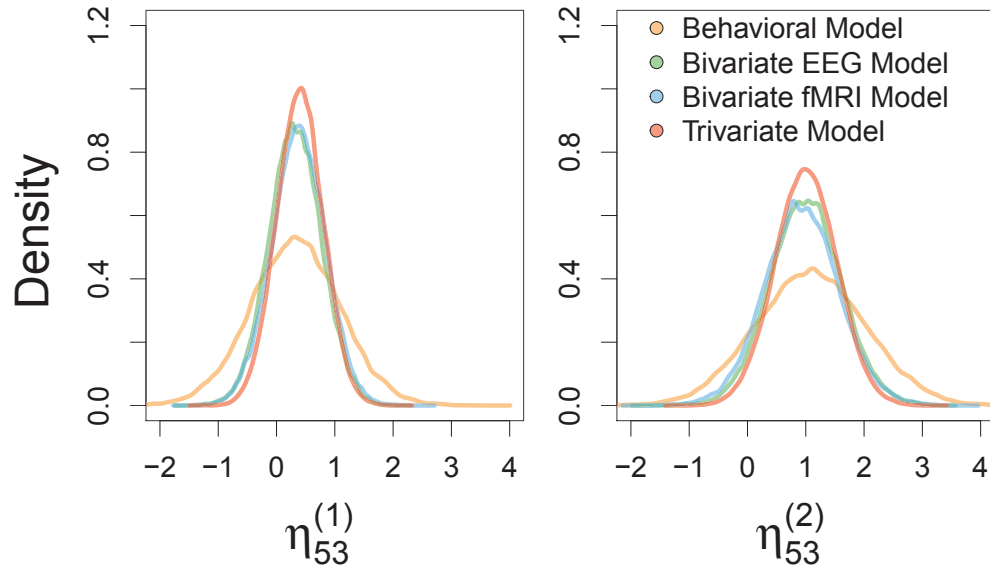 Density
0.0 0.4 0.8 1.2
−2 −1 0 1 2 3 4
η53(1)
0.0 0.4 0.8 1.2
Behavioral Model
Bivariate EEG Model
Bivariate fMRI Model
Trivariate Model
−2 −1 0 1 2 3 4
η53(2)